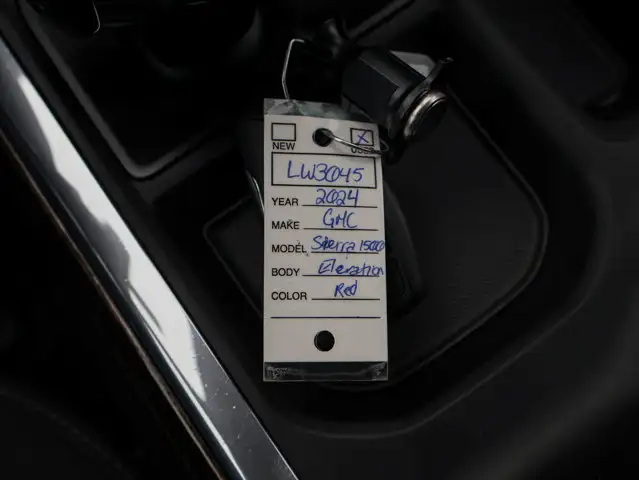 NEW USED
LW3045
YEAR 2024
MAKE GMC
MODEL Sierra 1500
BODY Elevation
COLOR Red